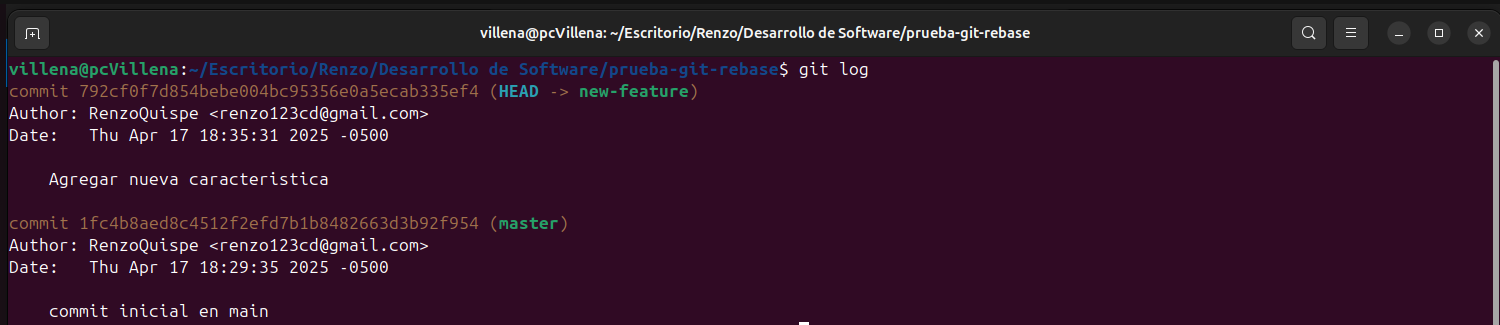 villena@pcVillena: ~/Escritorio/Renzo/Desarrollo de Software/prueba-git-rebase
villena@pcVillena:~/Escritorio/Renzo/Desarrollo de Software/prueba-git-rebase$ git log
commit 792cf0f7d854bebe004bc95356e0a5ecab335ef4 (HEAD -> new-feature)
Author: RenzoQuispe <renzo123cd@gmail.com>
Date:   Thu Apr 17 18:35:31 2025 -0500
    Agregar nueva caracteristica
commit 1fc4b8aed8c4512f2efd7b1b8482663d3b92f954 (master)
Author: RenzoQuispe <renzo123cd@gmail.com>
Date:   Thu Apr 17 18:29:35 2025 -0500
    commit inicial en main